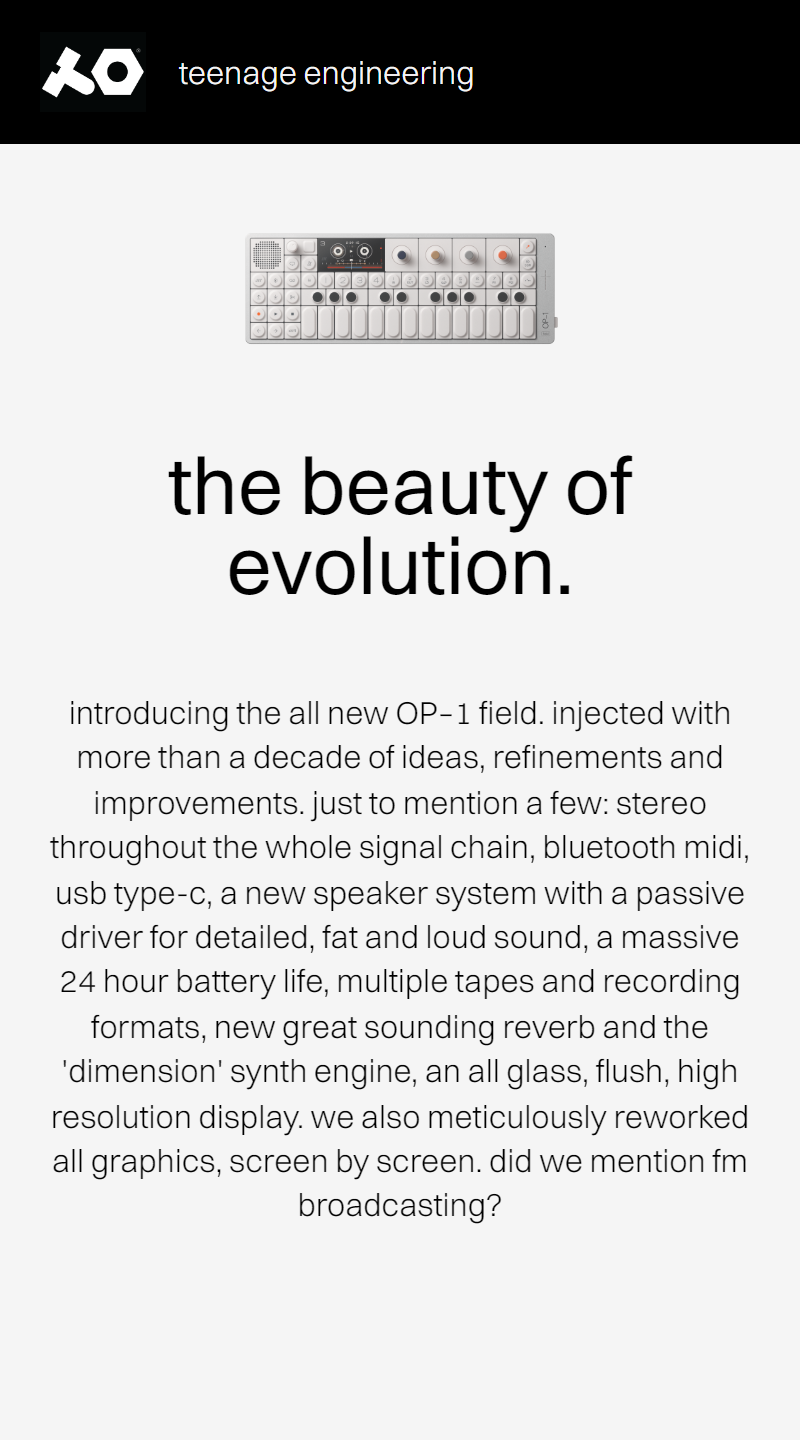 teenage engineering
OP-1
the beauty of
evolution.
introducing the all new OP–1 field. injected with
more than a decade of ideas, refinements and
improvements. just to mention a few: stereo
throughout the whole signal chain, bluetooth midi,
usb type-c, a new speaker system with a passive
driver for detailed, fat and loud sound, a massive
24 hour battery life, multiple tapes and recording
formats, new great sounding reverb and the
'dimension' synth engine, an all glass, flush, high
resolution display. we also meticulously reworked
all graphics, screen by screen. did we mention fm
broadcasting?